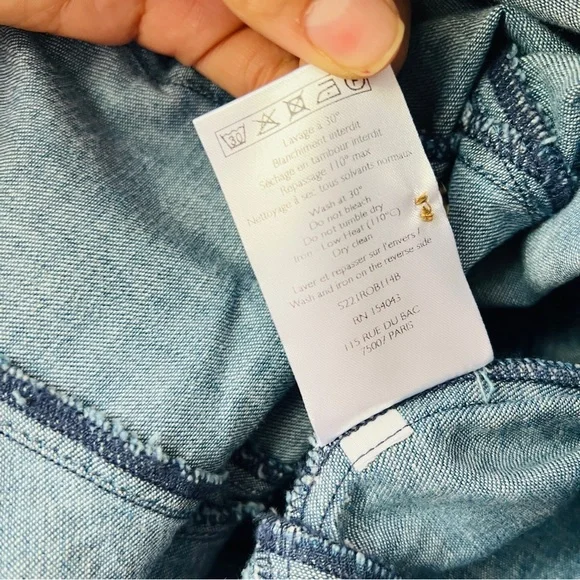 30
Lavage à 30°
Blanchiment interdit
Séchage en tambour interdit
Repassage 110° max
Nettoyage à sec tous solvants normaux
Wash at 30°
Do not bleach
Do not tumble dry
Iron - Low Heat (110°C)
Dry clean
Laver et repasser sur l'envers /
Wash and iron on the reverse side
5221ROB114B
RN 154043
115 RUE DU BAC
75007 PARIS